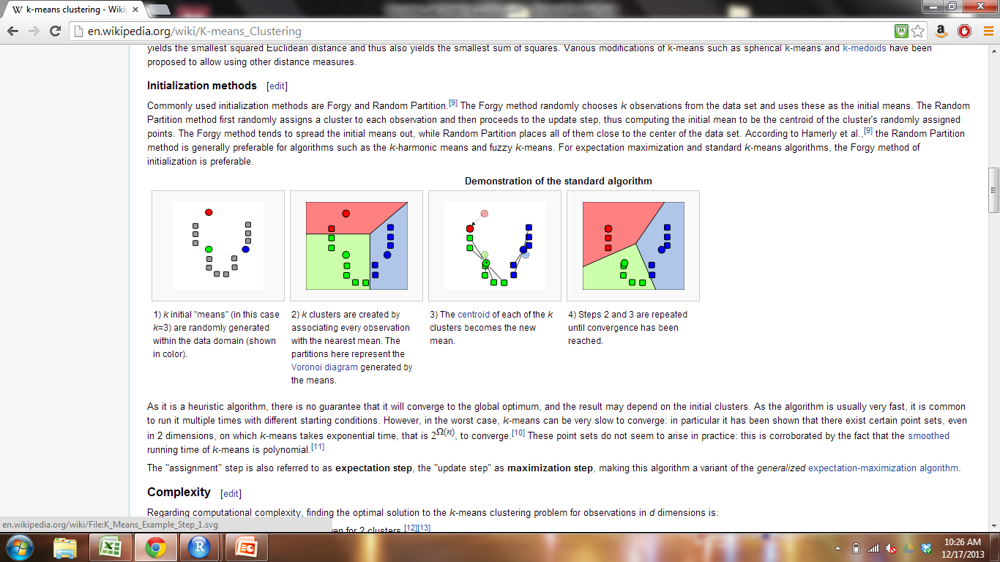 k-means clustering - Wiki
en.wikipedia.org/wiki/K-means_Clustering
yields the smallest squared Euclidean distance and thus also yields the smallest sum of squares. Various modifications of k-means such as spherical k-means and k-medoids have been
proposed to allow using other distance measures.
Initialization methods [edit]
Commonly used initialization methods are Forgy and Random Partition.[9] The Forgy method randomly chooses k observations from the data set and uses these as the initial means. The Random
Partition method first randomly assigns a cluster to each observation and then proceeds to the update step, thus computing the initial mean to be the centroid of the cluster's randomly assigned
points. The Forgy method tends to spread the initial means out, while Random Partition places all of them close to the center of the data set. According to Hamerly et al.,[9] the Random Partition
method is generally preferable for algorithms such as the k-harmonic means and fuzzy k-means. For expectation maximization and standard k-means algorithms, the Forgy method of
initialization is preferable.
Demonstration of the standard algorithm
1) k initial "means" (in this case
k=3) are randomly generated
within the data domain (shown
in color).
2) k clusters are created by
associating every observation
with the nearest mean. The
partitions here represent the
Voronoi diagram generated by
the means.
3) The centroid of each of the k
clusters becomes the new
mean.
4) Steps 2 and 3 are repeated
until convergence has been
reached.
As it is a heuristic algorithm, there is no guarantee that it will converge to the global optimum, and the result may depend on the initial clusters. As the algorithm is usually very fast, it is common
to run it multiple times with different starting conditions. However, in the worst case, k-means can be very slow to converge: in particular it has been shown that there exist certain point sets, even
in 2 dimensions, on which k-means takes exponential time, that is 2^Ω(n), to converge.[10] These point sets do not seem to arise in practice: this is corroborated by the fact that the smoothed
running time of k-means is polynomial.[11]
The "assignment" step is also referred to as expectation step, the "update step" as maximization step, making this algorithm a variant of the generalized expectation-maximization algorithm.
Complexity [edit]
Regarding computational complexity, finding the optimal solution to the k-means clustering problem for observations in d dimensions is:
en.wikipedia.org/wiki/File:K_Means_Example_Step_1.svg
for 2 clusters [12][13]
10:26 AM
12/17/2013